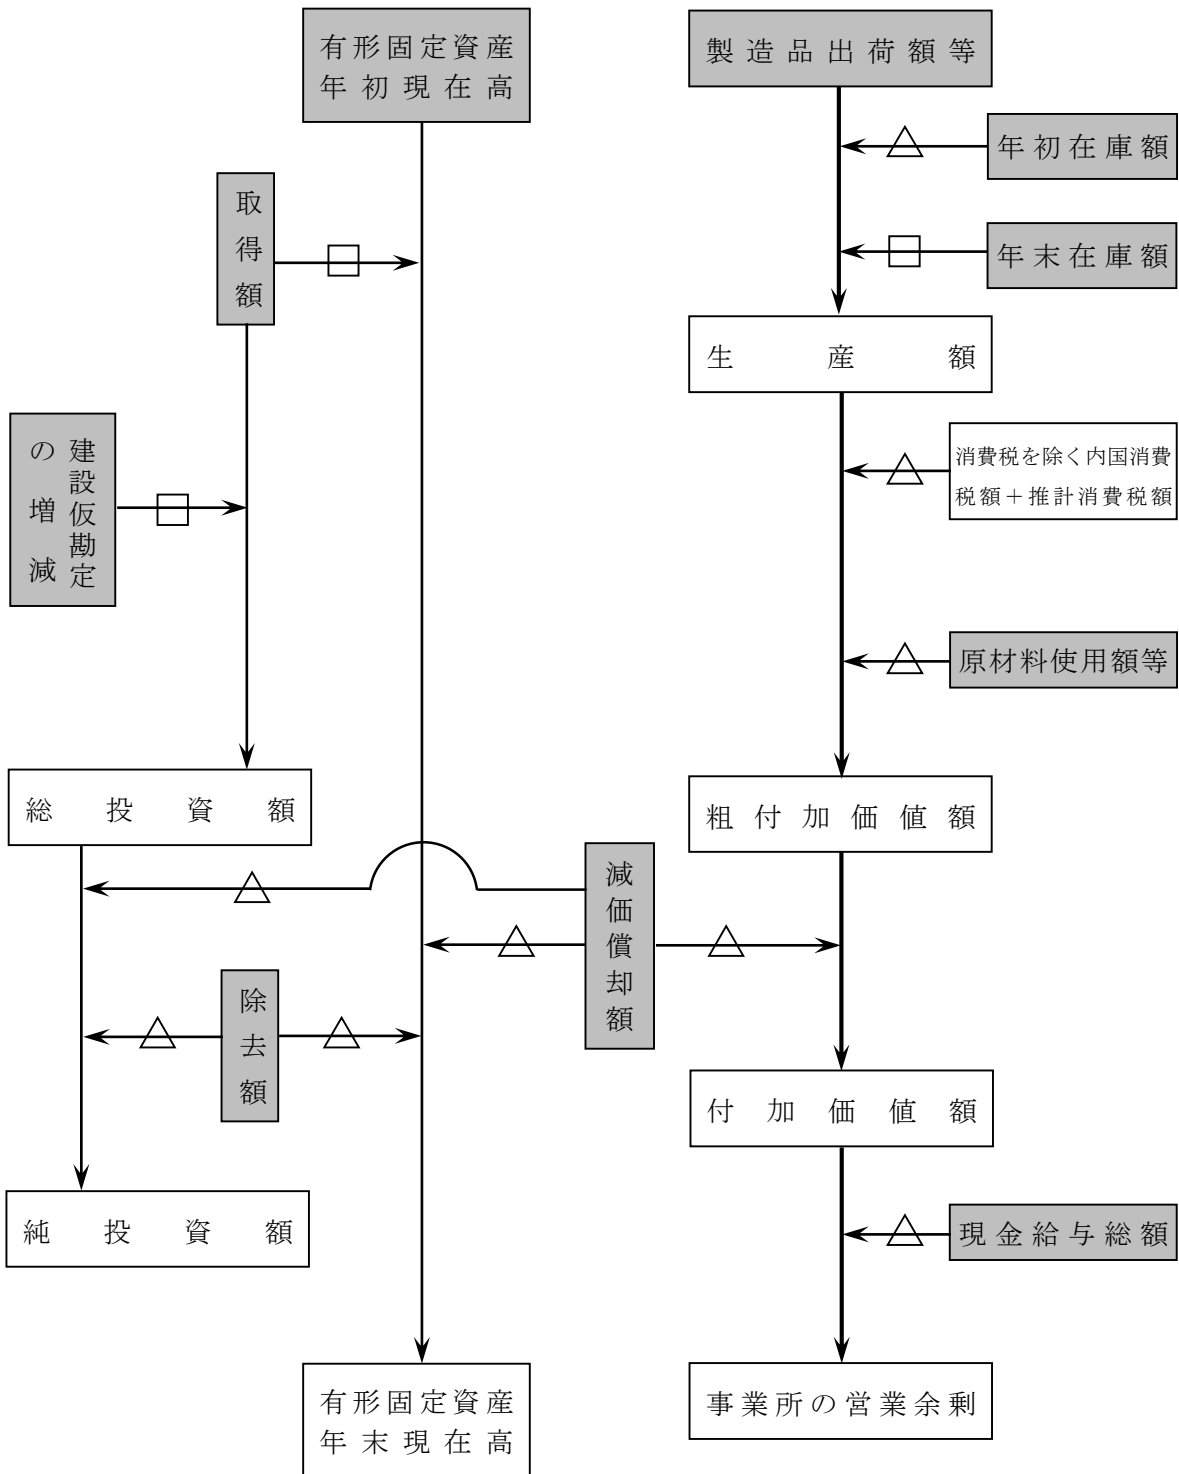 有形固定資産
年初現在高
製造品出荷額等
年初在庫額
取得額
年末在庫額
生産額
建設仮勘定
の増減
消費税を除く内国消費
税額＋推計消費税額
原材料使用額等
総投資額
粗付加価値額
減価償却額
除去額
付加価値額
純投資額
現金給与総額
有形固定資産
年末現在高
事業所の営業余剰